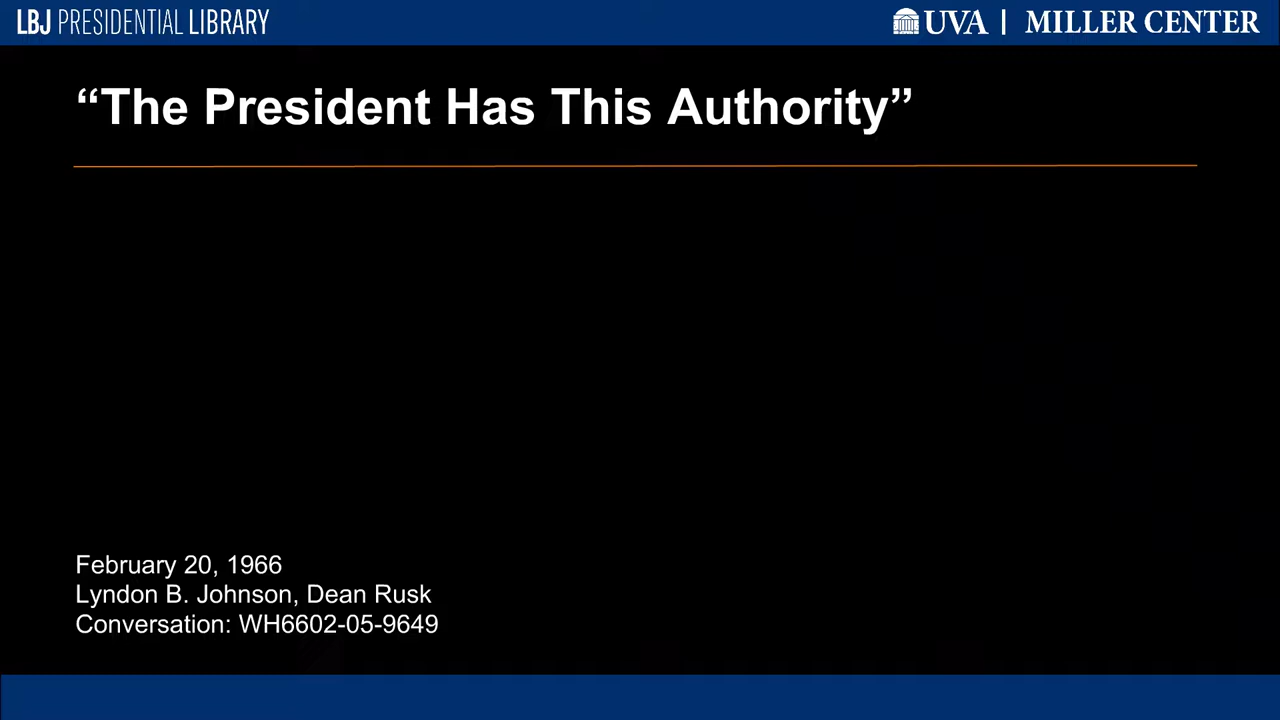 LBJ PRESIDENTIAL LIBRARY
UVA | MILLER CENTER
“The President Has This Authority”
February 20, 1966
Lyndon B. Johnson, Dean Rusk
Conversation: WH6602-05-9649